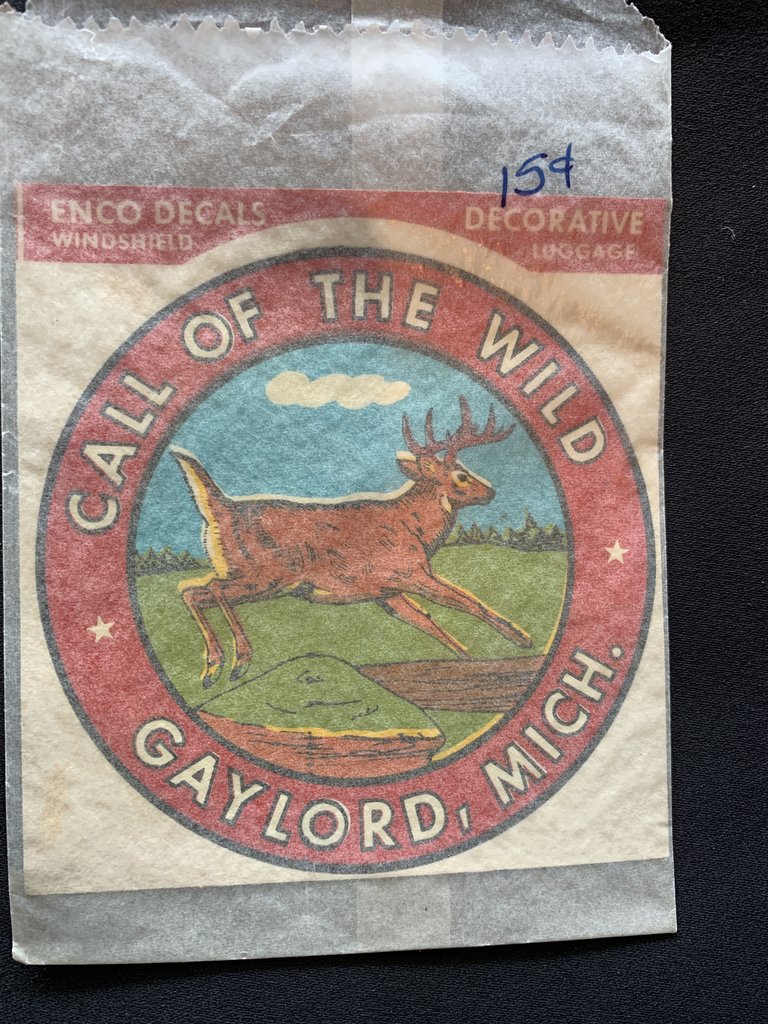 15¢
ENCO DECALS DECORATIVE
WINDSHIELD LUGGAGE
CALL OF THE WILD
GAYLORD, MICH.